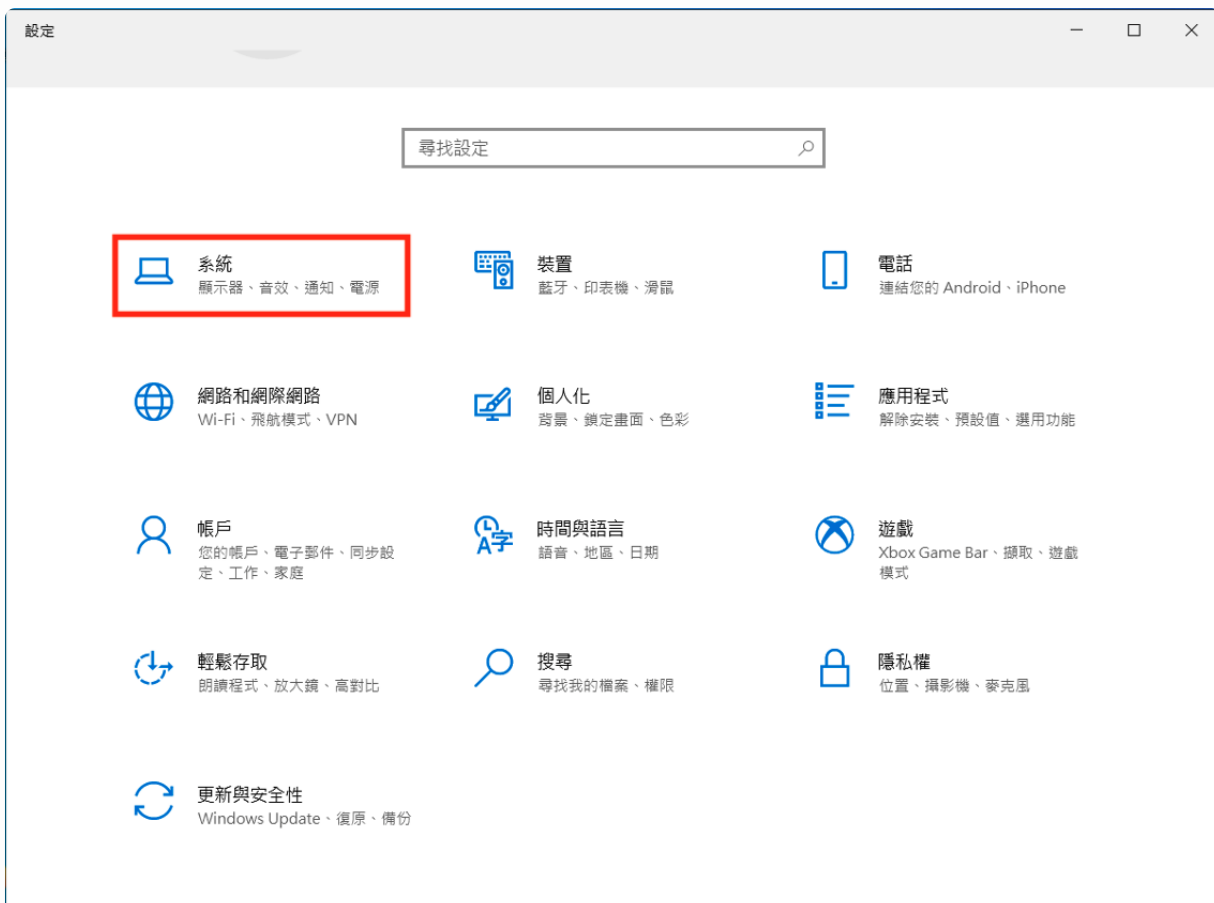 設定
尋找設定
系統
顯示器、音效、通知、電源
裝置
藍牙、印表機、滑鼠
電話
連結您的 Android、iPhone
網路和網際網路
Wi-Fi、飛航模式、VPN
個人化
背景、鎖定畫面、色彩
應用程式
解除安裝、預設值、選用功能
帳戶
您的帳戶、電子郵件、同步設
定、工作、家庭
時間與語言
語音、地區、日期
遊戲
Xbox Game Bar、擷取、遊戲
模式
輕鬆存取
朗讀程式、放大鏡、高對比
搜尋
尋找我的檔案、權限
隱私權
位置、攝影機、麥克風
更新與安全性
Windows Update、復原、備份